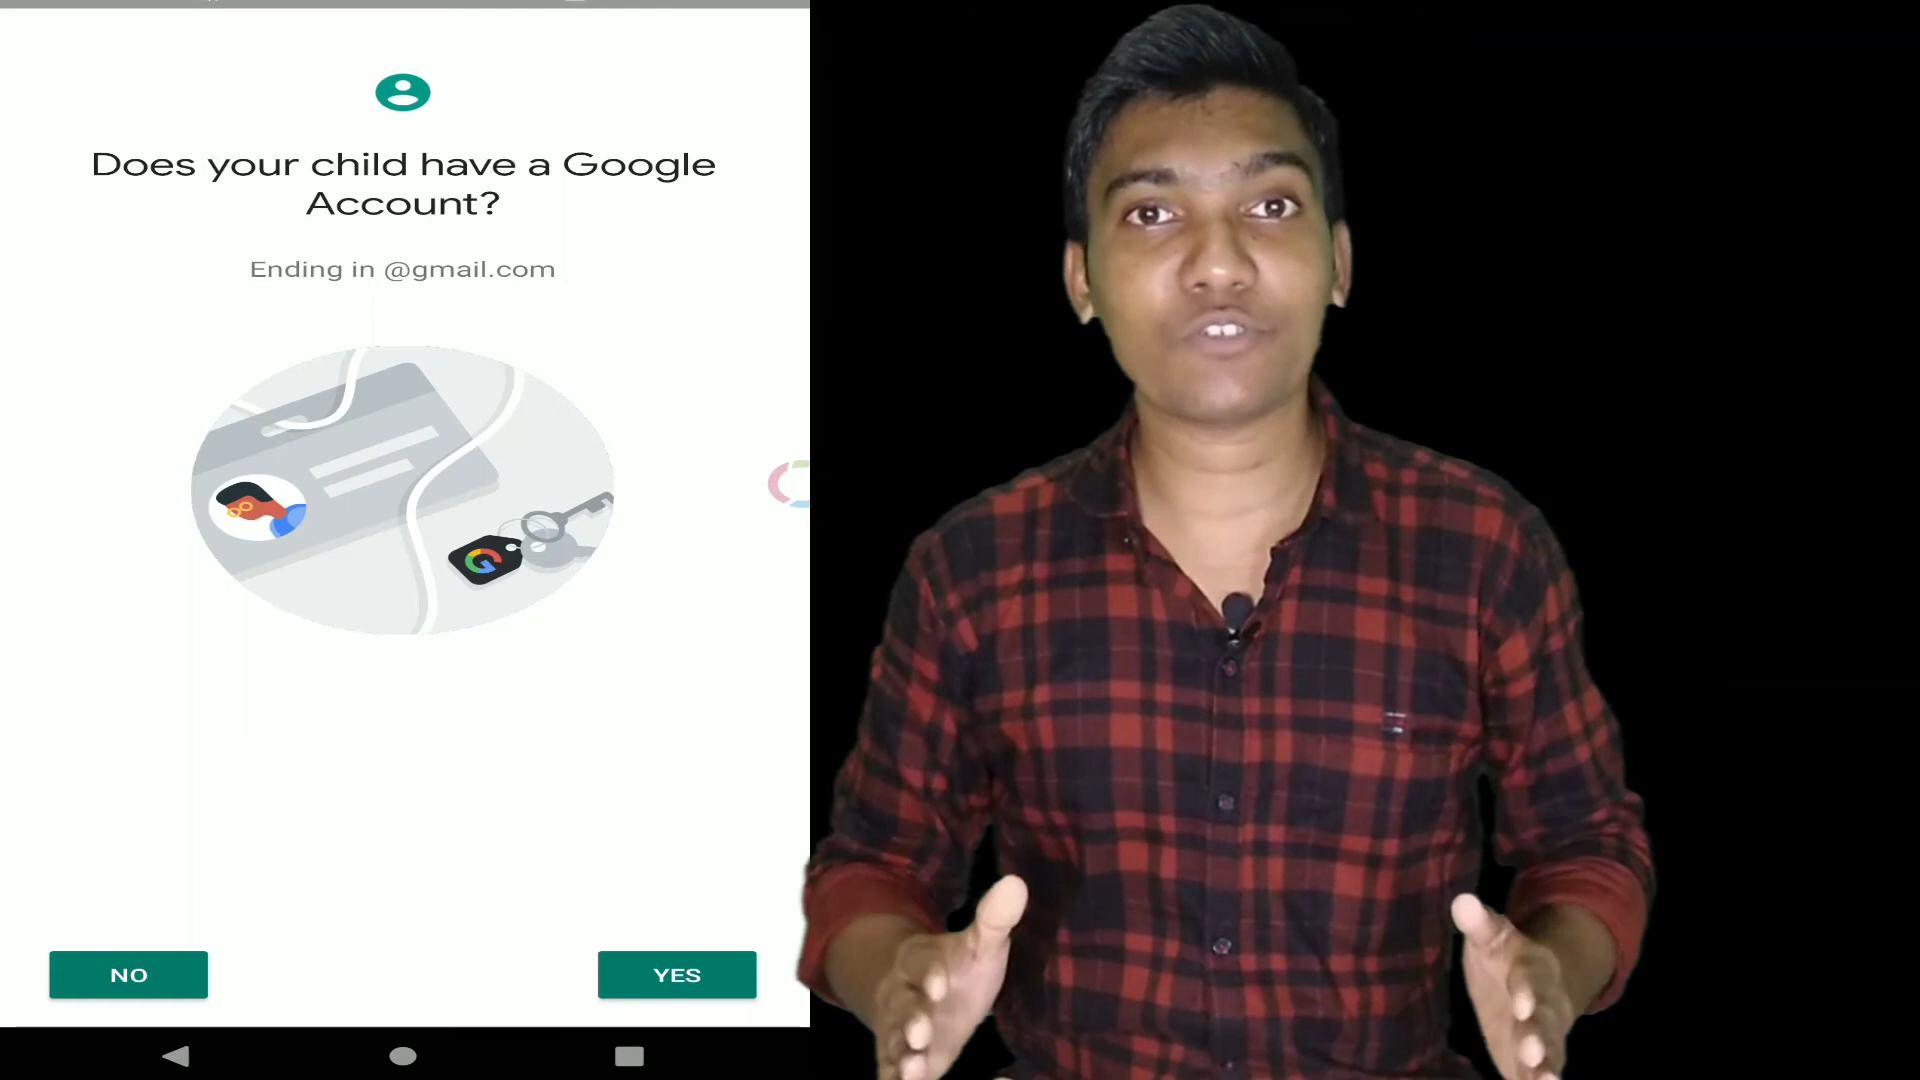 Does your child have a Google
Account?
Ending in @gmail.com
NO
YES